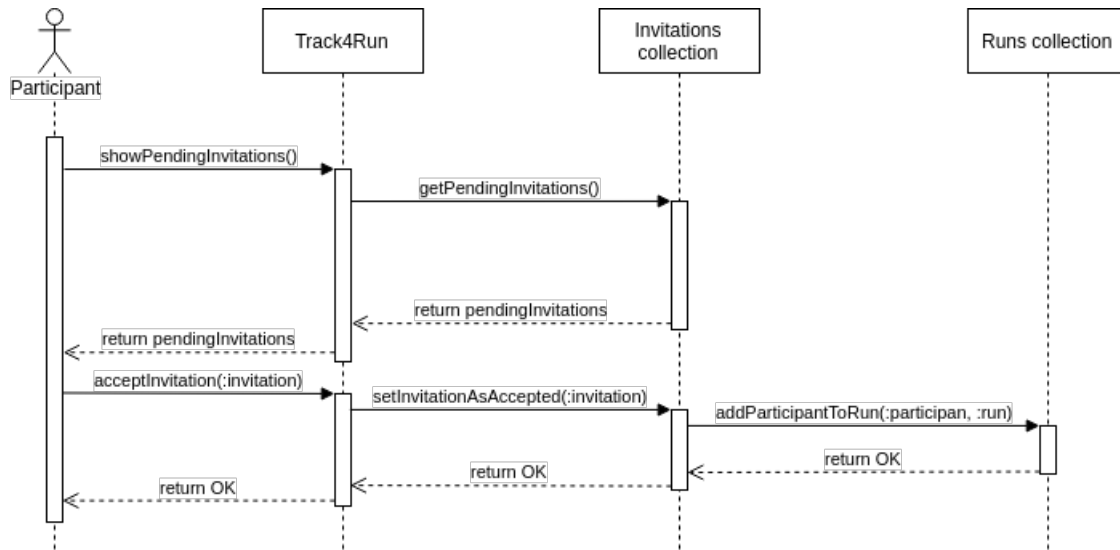 Participant
Track4Run
Invitations
collection
Runs collection
showPendingInvitations()
getPendingInvitations()
return pendingInvitations
return pendingInvitations
acceptInvitation(:invitation)
setInvitationAsAccepted(:invitation)
addParticipantToRun(:participan, :run)
return OK
return OK
return OK